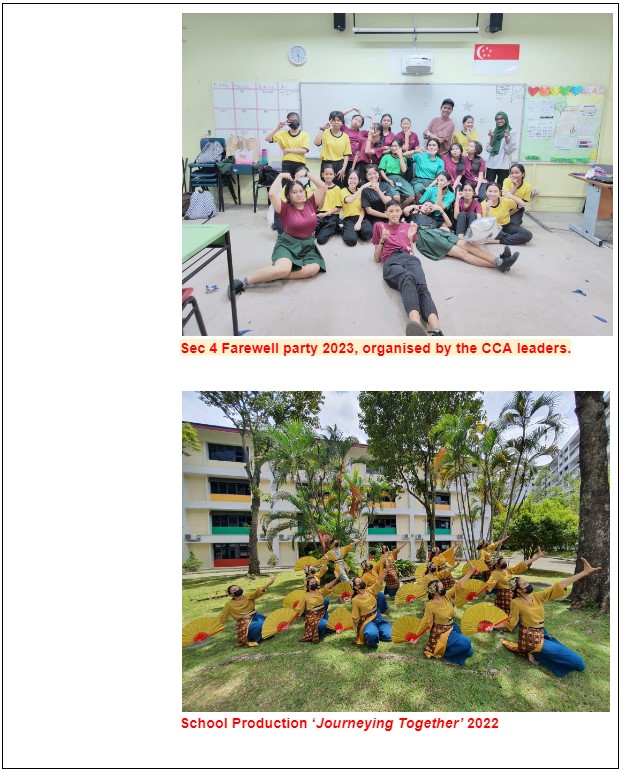 Sec 4 Farewell party 2023, organised by the CCA leaders.
School Production ‘Journeying Together’ 2022